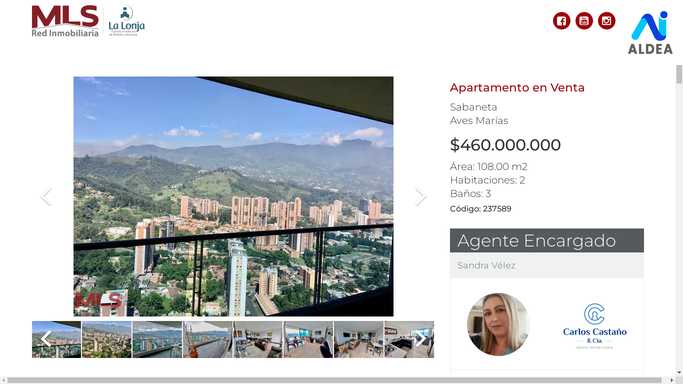 MLS
Red Inmobiliaria
La Lonja
ALDEA
Apartamento en Venta
Sabaneta
Aves Marías
$460.000.000
Área: 108.00 m2
Habitaciones: 2
Baños: 3
Código: 237589
MLS
Agente Encargado
Sandra Vélez
Carlos Castaño
& Cia.